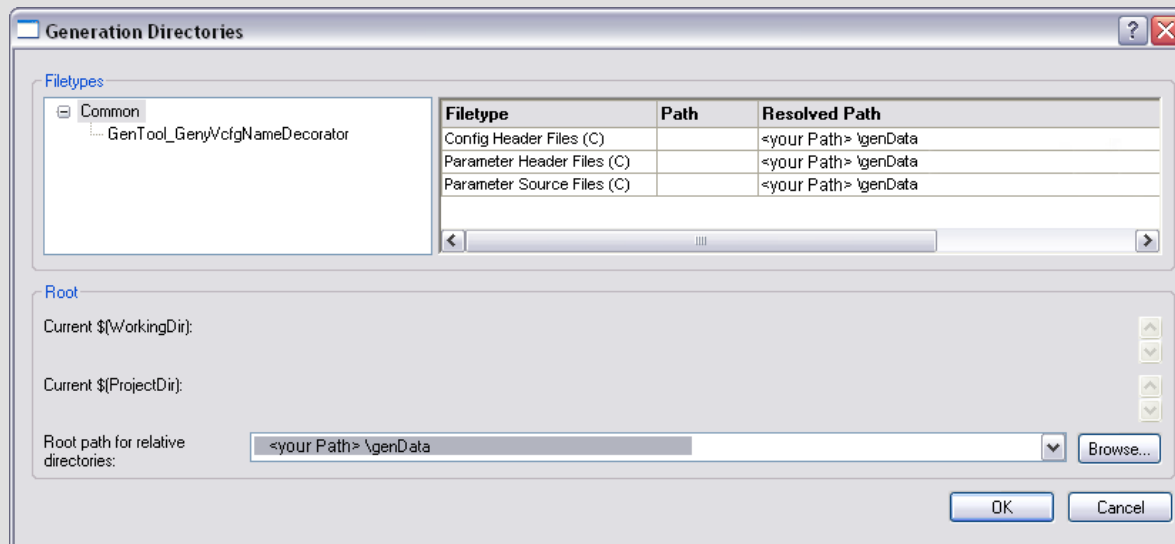 Generation Directories
Filetypes
Common
GenTool_GenyVcfgNameDecorator
Filetype Path Resolved Path
Config Header Files (C) <your Path> \genData
Parameter Header Files (C) <your Path> \genData
Parameter Source Files (C) <your Path> \genData
Root
Current $(WorkingDir):
Current $(ProjectDir):
Root path for relative
directories:
<your Path> \genData
Browse...
OK Cancel